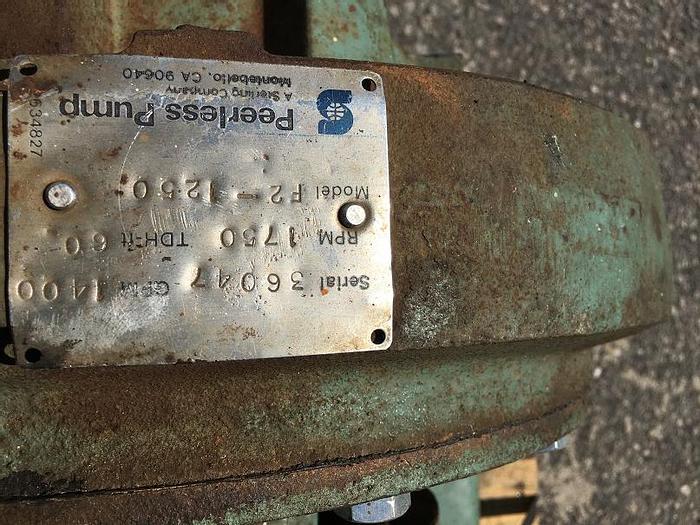 Serial 36047 GPM 1400
RPM 1750 TDH-ft 60
Model F2-1250
Peerless Pump
A Sterling Company
Montebello, CA 90640